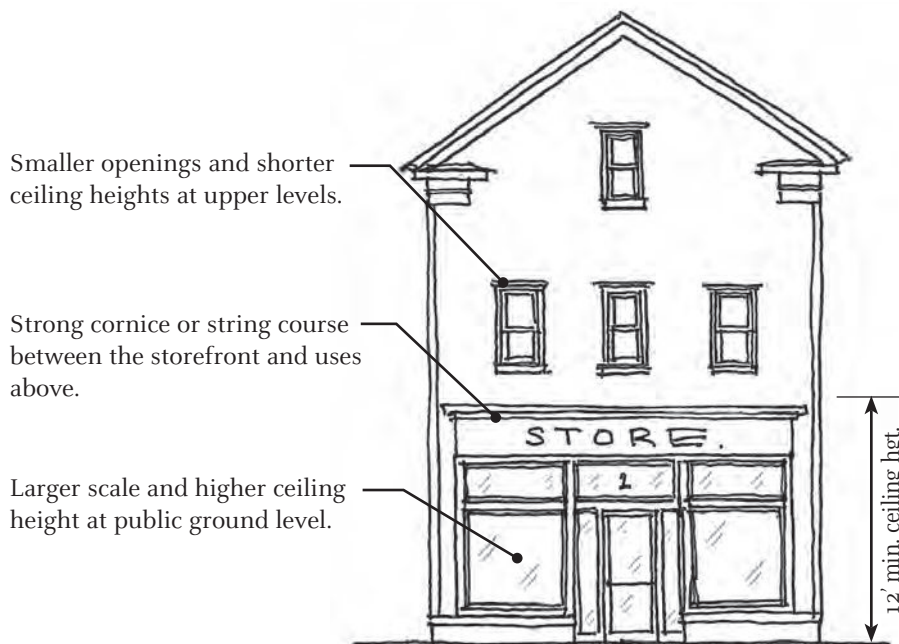 Smaller openings and shorter
ceiling heights at upper levels.
Strong cornice or string course
between the storefront and uses
above.
STORE.
2
Larger scale and higher ceiling
height at public ground level.
12' min. ceiling hgt.